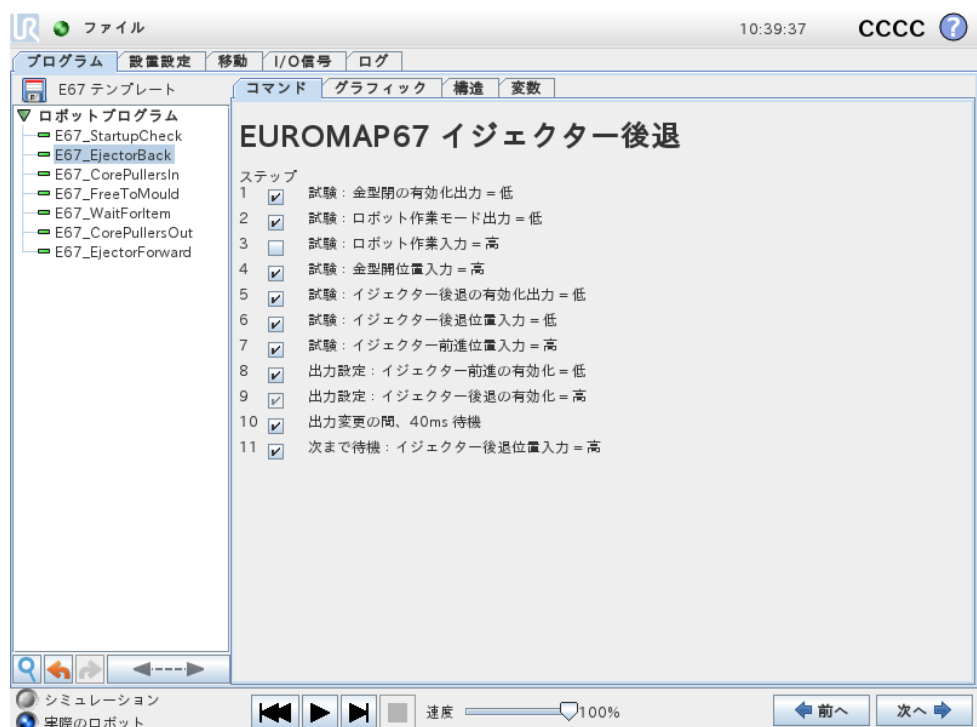 UR ファイル 10:39:37 CCCC ?
プログラム 設置設定 移動 I/O信号 ログ
E67 テンプレート
コマンド グラフィック 構造 変数
ロボットプログラム
E67_StartupCheck
E67_EjectorBack
E67_CorePullersIn
E67_FreeToMould
E67_WaitForItem
E67_CorePullersOut
E67_EjectorForward
EUROMAP67 イジェクター後退
ステップ
1 試験：金型閉の有効化出力 = 低
2 試験：ロボット作業モード出力 = 低
3 試験：ロボット作業入力 = 高
4 試験：金型開位置入力 = 高
5 試験：イジェクター後退の有効化出力 = 低
6 試験：イジェクター後退位置入力 = 低
7 試験：イジェクター前進位置入力 = 高
8 出力設定：イジェクター前進の有効化 = 低
9 出力設定：イジェクター後退の有効化 = 高
10 出力変更の間、40ms 待機
11 次まで待機：イジェクター後退位置入力 = 高
シミュレーション
実際のロボット
速度 100%
前へ 次へ